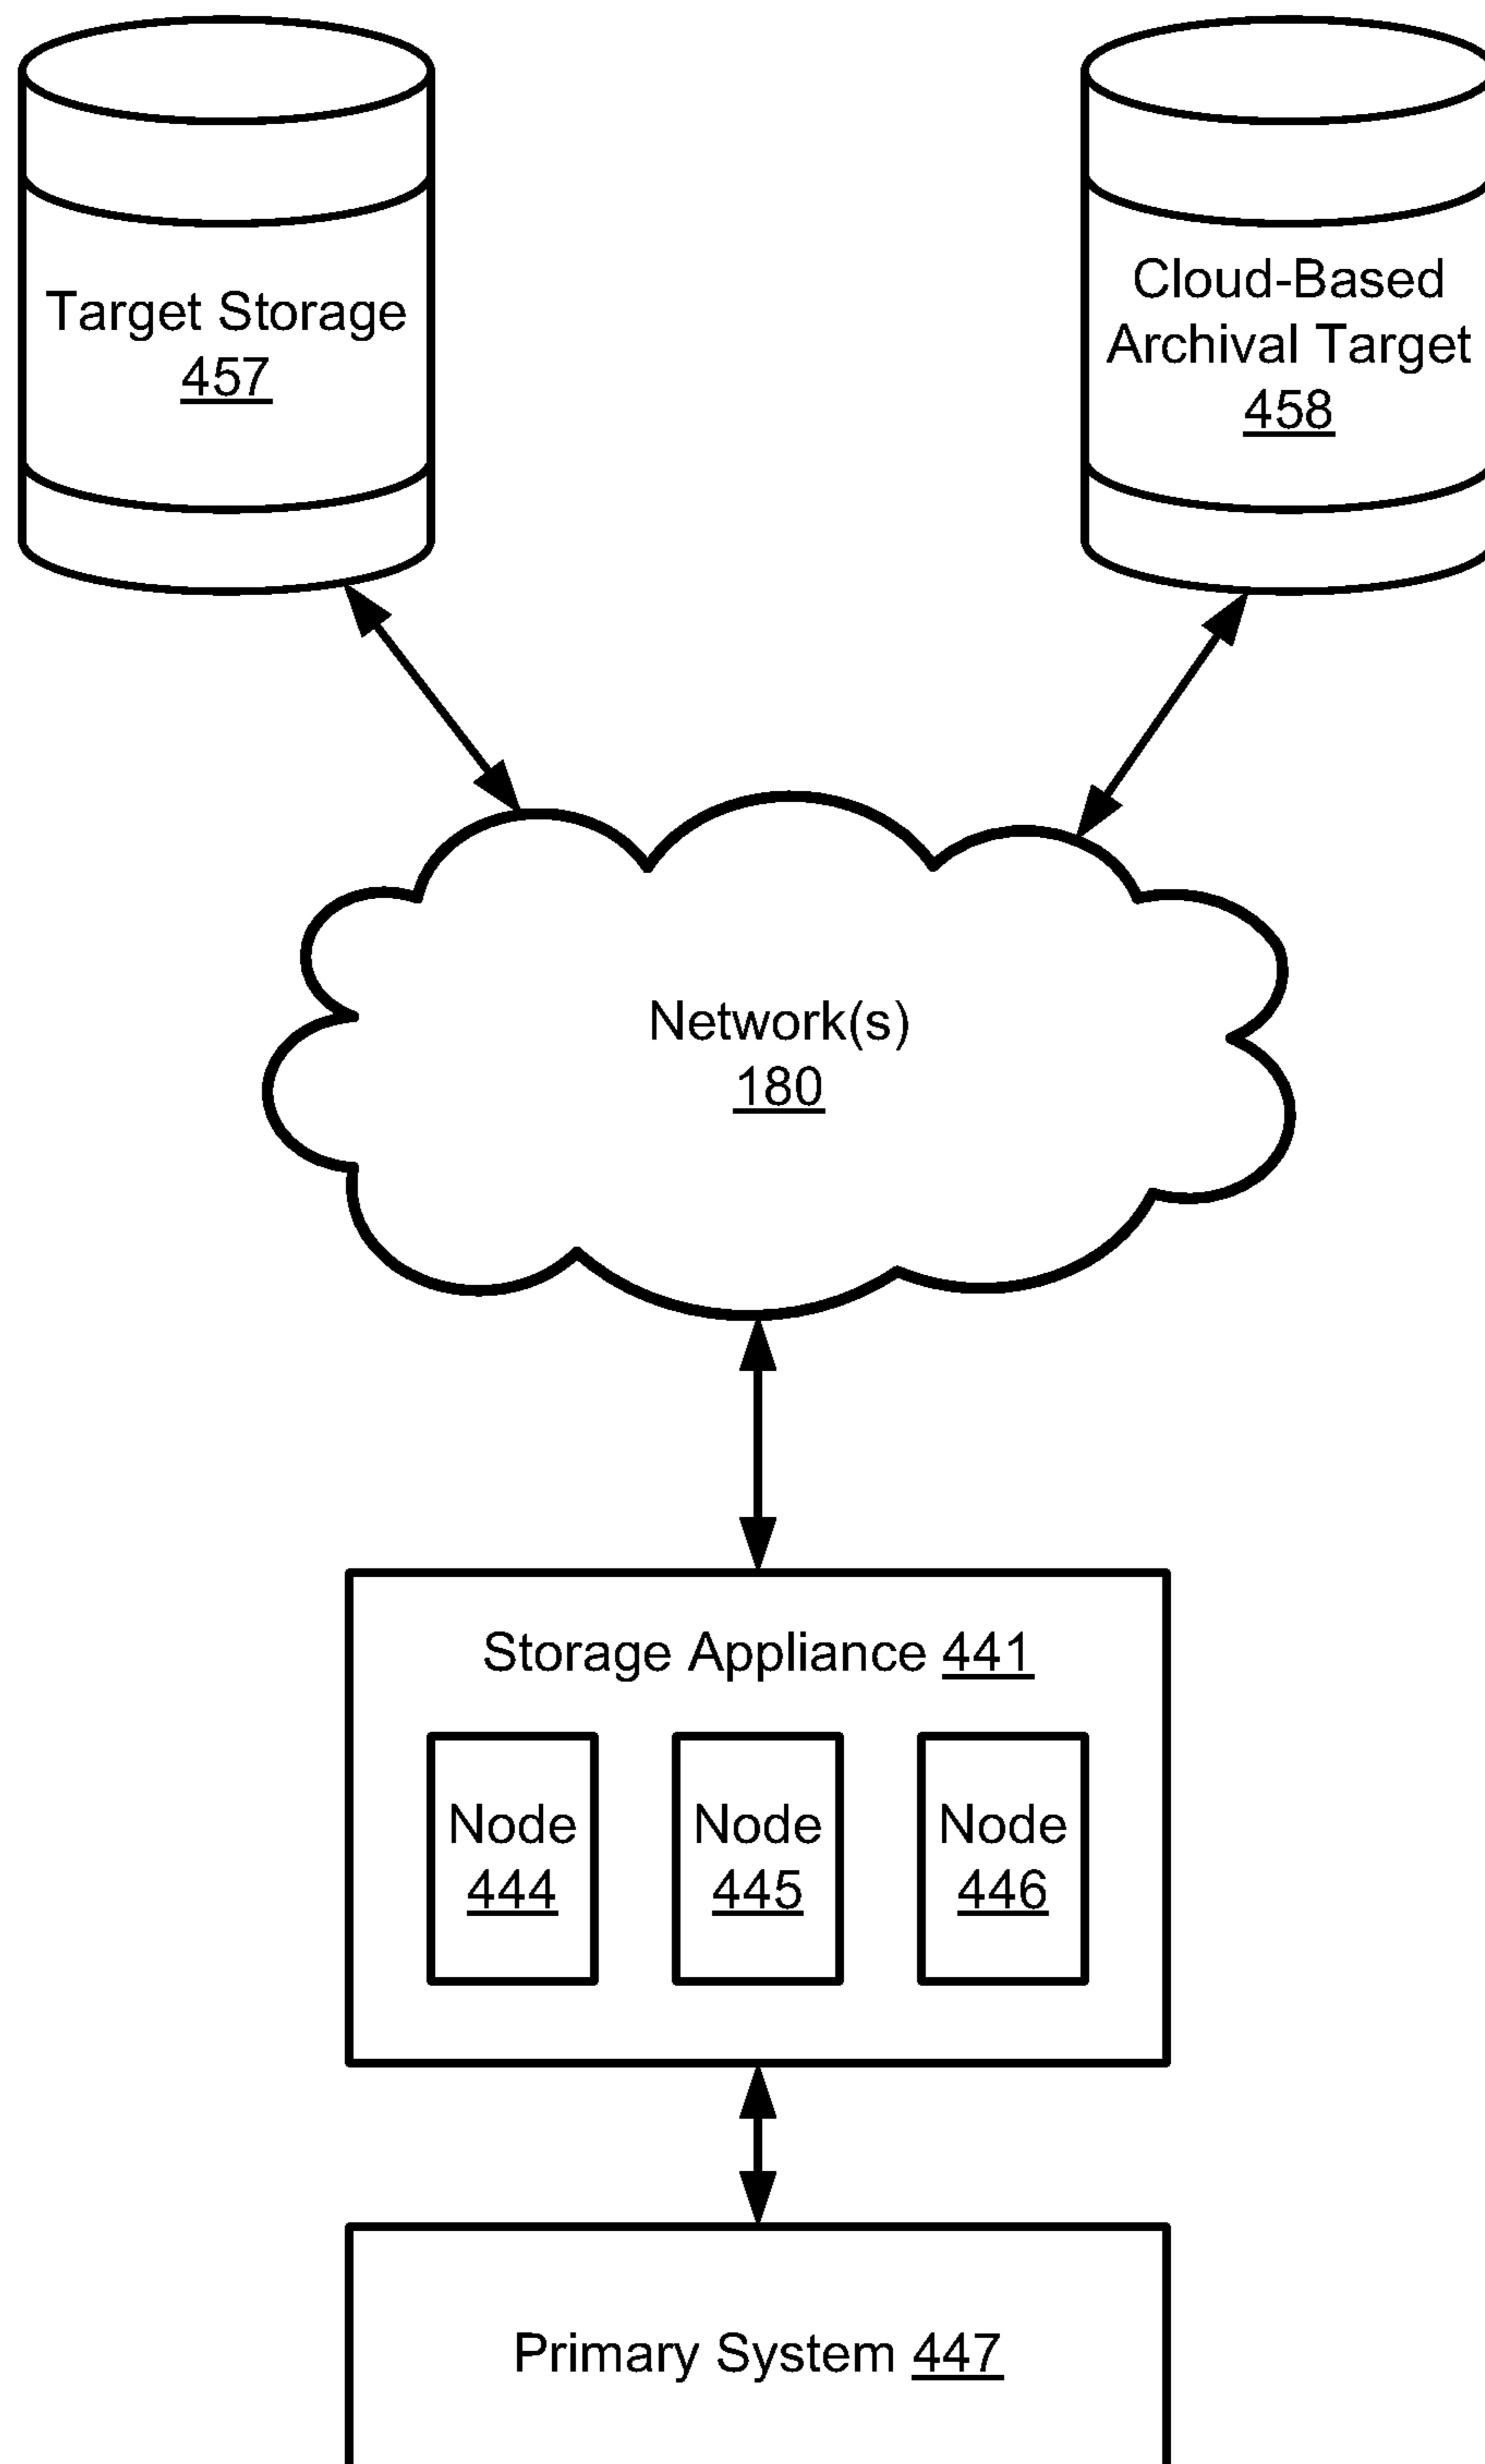 Target Storage
457
Cloud-Based
Archival Target
458
Network(s)
180
Storage Appliance 441
Node
444
Node
445
Node
446
Primary System 447